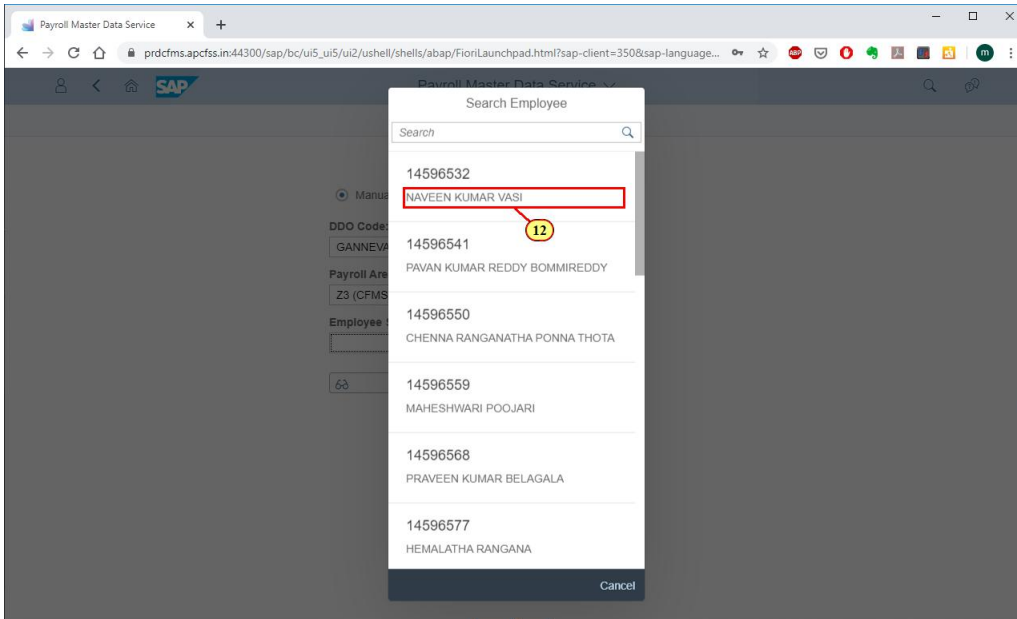 Payroll Master Data Service
prdcfms.apcfss.in:44300/sap/bc/ui5_ui5/ui2/ushell/shells/abap/FioriLaunchpad.html?sap-client=350&sap-language...
ABP
m
SAP
Payroll Master Data Service
Search Employee
Search
14596532
Manua
NAVEEN KUMAR VASI
DDO Code:
12
GANNEVA
14596541
PAVAN KUMAR REDDY BOMMIREDDY
Payroll Are
Z3 (CFMS
14596550
Employee
CHENNA RANGANATHA PONNA THOTA
14596559
MAHESHWARI POOJARI
14596568
PRAVEEN KUMAR BELAGALA
14596577
HEMALATHA RANGANA
Cancel